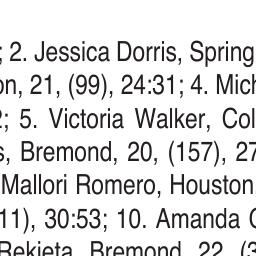 ; 2. Jessica Dorris, Spring
on, 21, (99), 24:31; 4. Mich
2; 5. Victoria Walker, Col
s, Bremond, 20, (157), 27
Mallori Romero, Houston,
11), 30:53; 10. Amanda G
Rekieta, Bremond, 22, (3